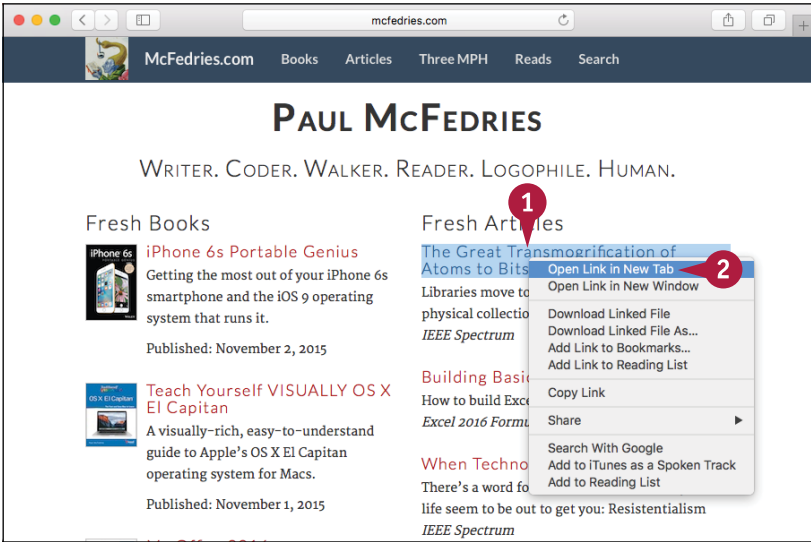 mcfedries.com
McFedries.com Books Articles Three MPH Reads Search
PAUL MCFEDRIES
WRITER. CODER. WALKER. READER. LOGOPHILE. HUMAN.
Fresh Books
iPhone 6s
iPhone 6s Portable Genius
Getting the most out of your iPhone 6s
smartphone and the iOS 9 operating
system that runs it.
Published: November 2, 2015
OS X El Capitan
Teach Yourself VISUALLY OS X
El Capitan
A visually-rich, easy-to-understand
guide to Apple's OS X El Capitan
operating system for Macs.
Published: November 1, 2015
Fresh Articles
1
The Great Transmogrification of
Atoms to Bits
Libraries move to
physical collectio
IEEE Spectrum
Building Basic
How to build Exce
Excel 2016 Formu
When Techno
There's a word fo
life seem to be out to get you: Resistentialism
IEEE Spectrum
Open Link in New Tab
2
Open Link in New Window
Download Linked File
Download Linked File As...
Add Link to Bookmarks...
Add Link to Reading List
Copy Link
Share
Search With Google
Add to iTunes as a Spoken Track
Add to Reading List